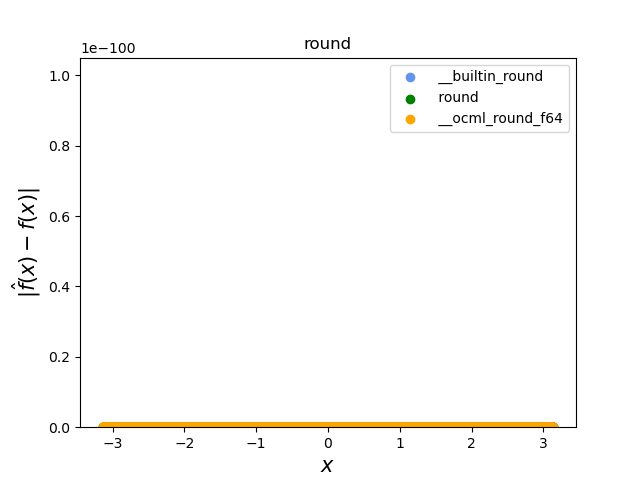 round
1e−100
1.0
0.8
0.6
0.4
0.2
0.0
|f̂(x) − f(x)|
__builtin_round
round
__ocml_round_f64
−3
−2
−1
0
1
2
3
x